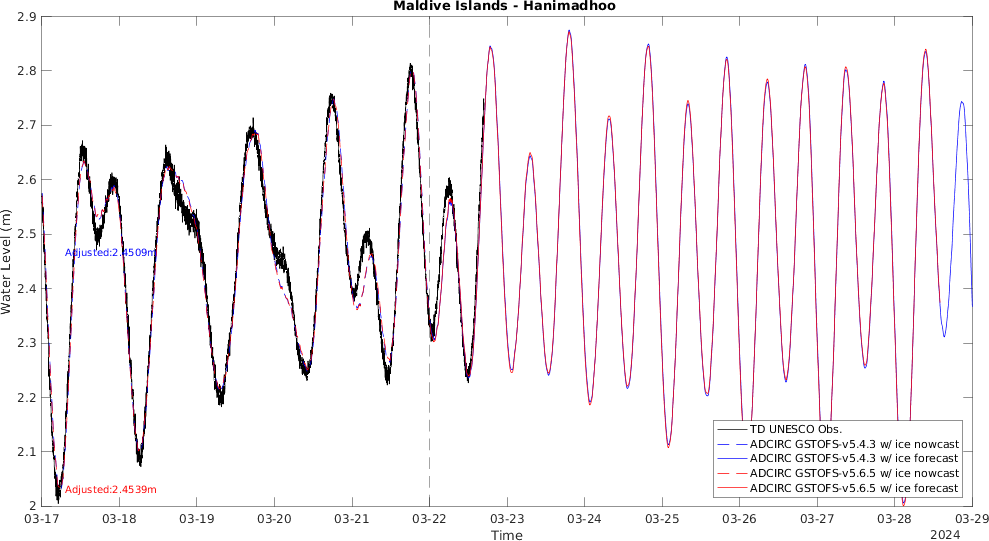 Maldive Islands - Hanimadhoo
2.9
2.8
2.7
2.6
2.5
2.4
2.3
2.2
2.1
2
Water Level (m)
Adjusted:2.4509m
Adjusted:2.4539m
TD UNESCO Obs.
ADCIRC GSTOFS-v5.4.3 w/ ice nowcast
ADCIRC GSTOFS-v5.4.3 w/ ice forecast
ADCIRC GSTOFS-v5.6.5 w/ ice nowcast
ADCIRC GSTOFS-v5.6.5 w/ ice forecast
03-17 03-18 03-19 03-20 03-21 03-22 03-23 03-24 03-25 03-26 03-27 03-28 03-29
Time
2024